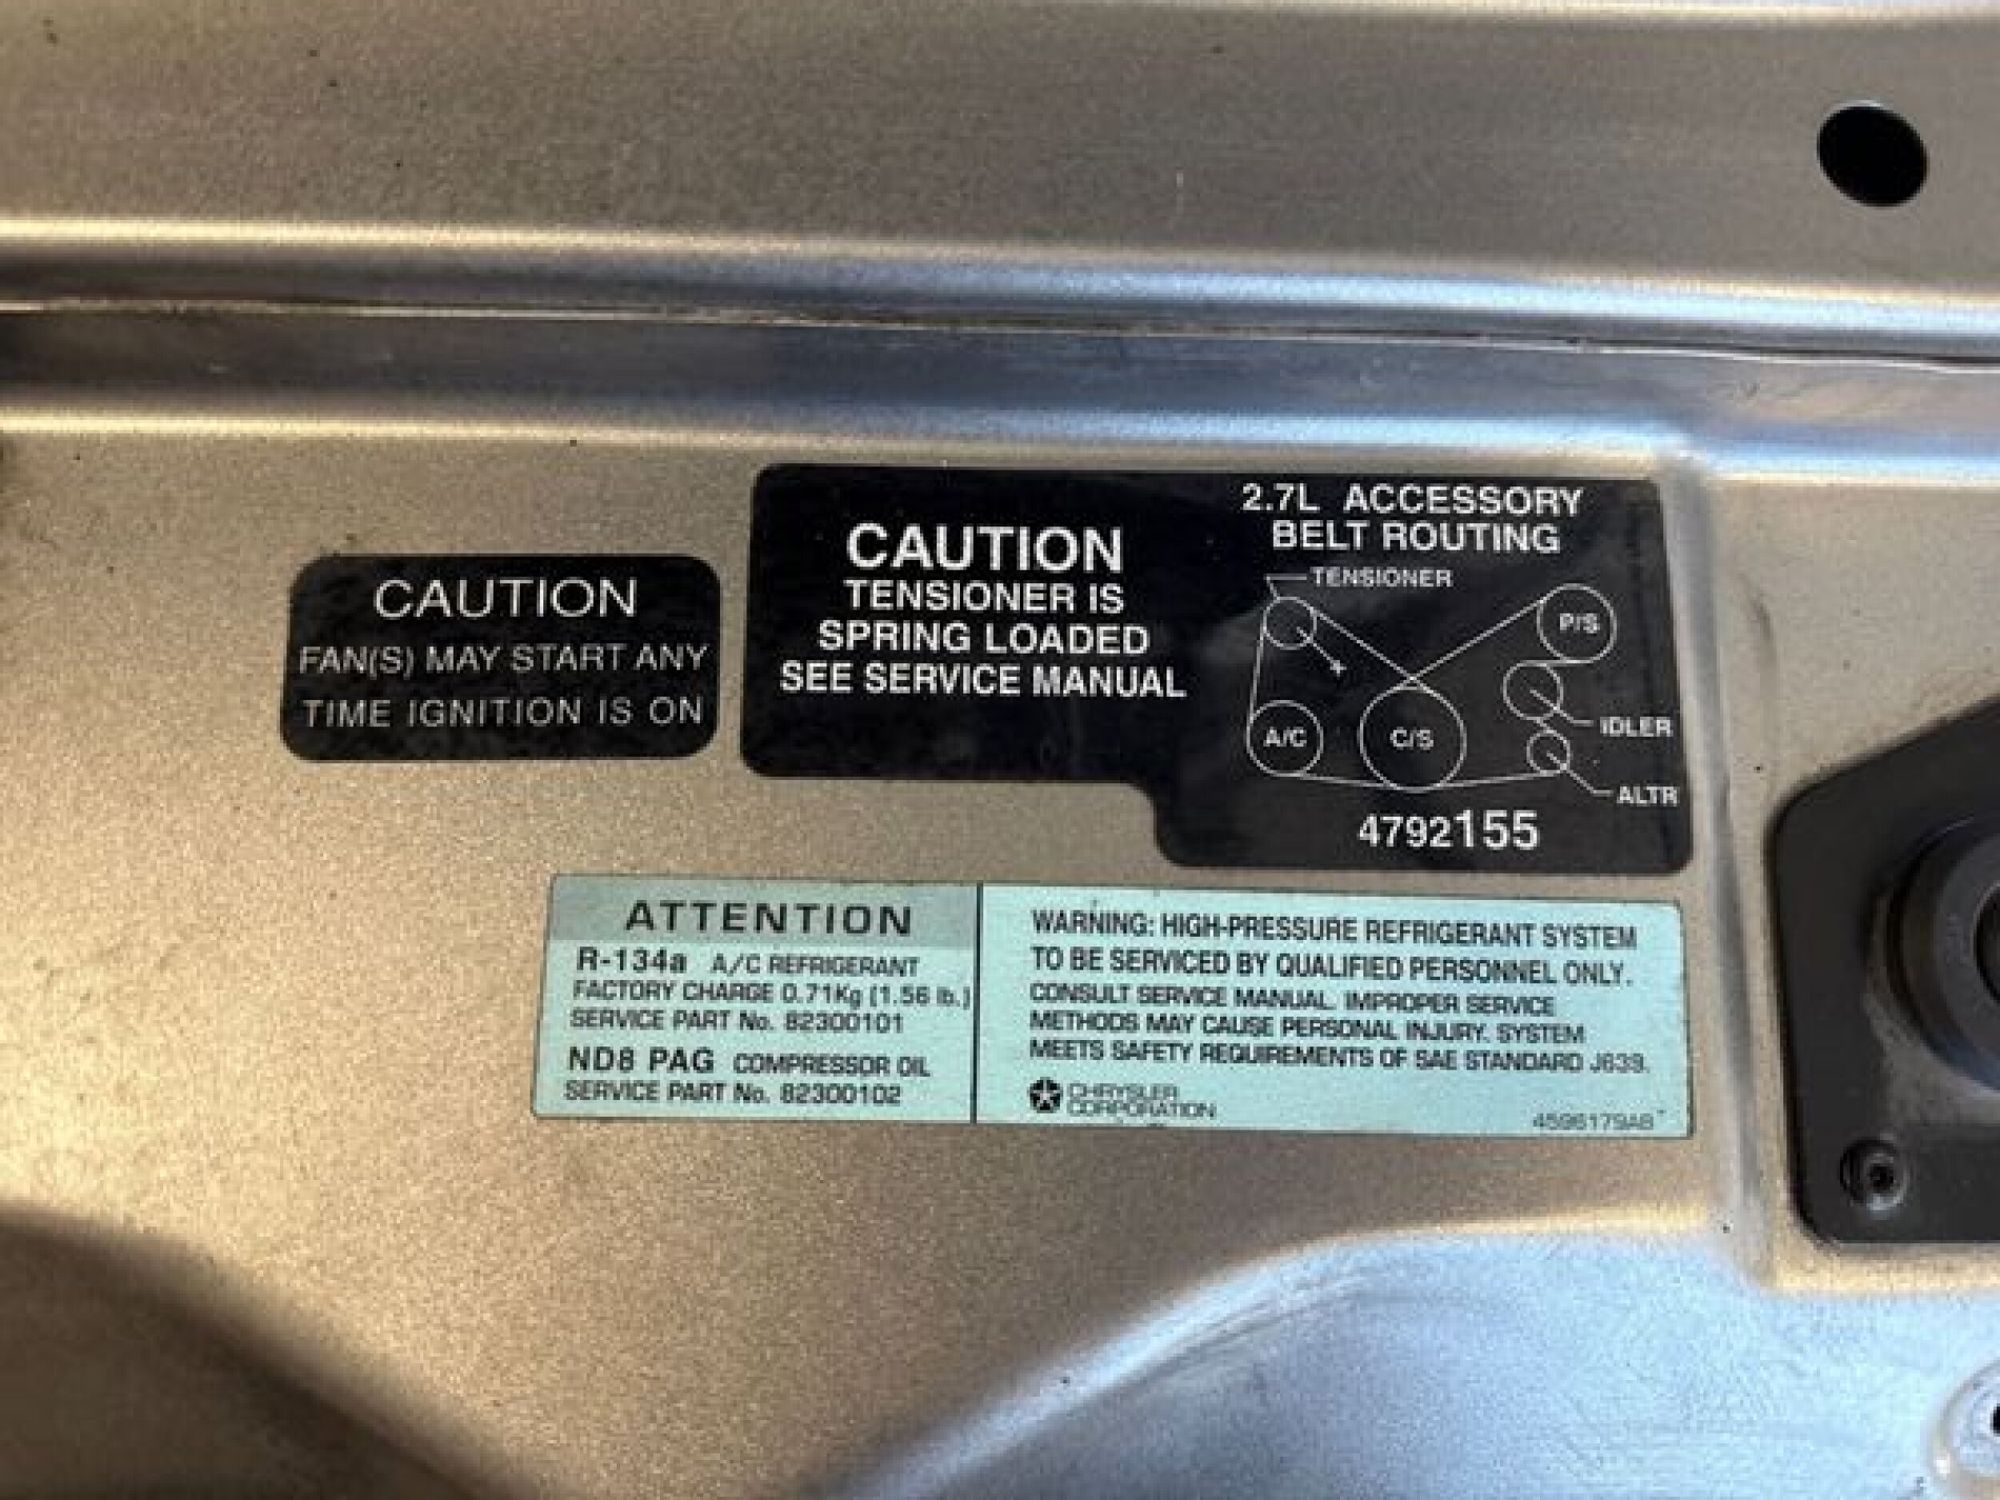 CAUTION
FAN(S) MAY START ANY
TIME IGNITION IS ON
CAUTION
TENSIONER IS
SPRING LOADED
SEE SERVICE MANUAL
2.7L ACCESSORY
BELT ROUTING
TENSIONER
P/S
IDLER
A/C
C/S
ALTR
4792155
ATTENTION
R-134a A/C REFRIGERANT
FACTORY CHARGE 0.71Kg (1.56 lb.)
SERVICE PART No. 82300101
ND8 PAG COMPRESSOR OIL
SERVICE PART No. 82300102
WARNING: HIGH-PRESSURE REFRIGERANT SYSTEM
TO BE SERVICED BY QUALIFIED PERSONNEL ONLY.
CONSULT SERVICE MANUAL. IMPROPER SERVICE
METHODS MAY CAUSE PERSONAL INJURY. SYSTEM
MEETS SAFETY REQUIREMENTS OF SAE STANDARD J639.
CHRYSLER
CORPORATION
4596179AB